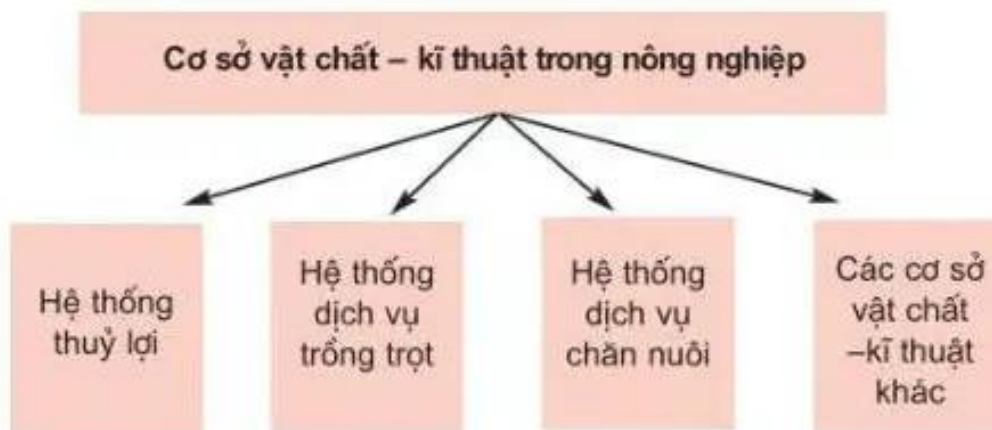 Cơ sở vật chất – kĩ thuật trong nông nghiệp
Hệ thống
thuỷ lợi
Hệ thống
dịch vụ
trồng trọt
Hệ thống
dịch vụ
chăn nuôi
Các cơ sở
vật chất
–kĩ thuật
khác